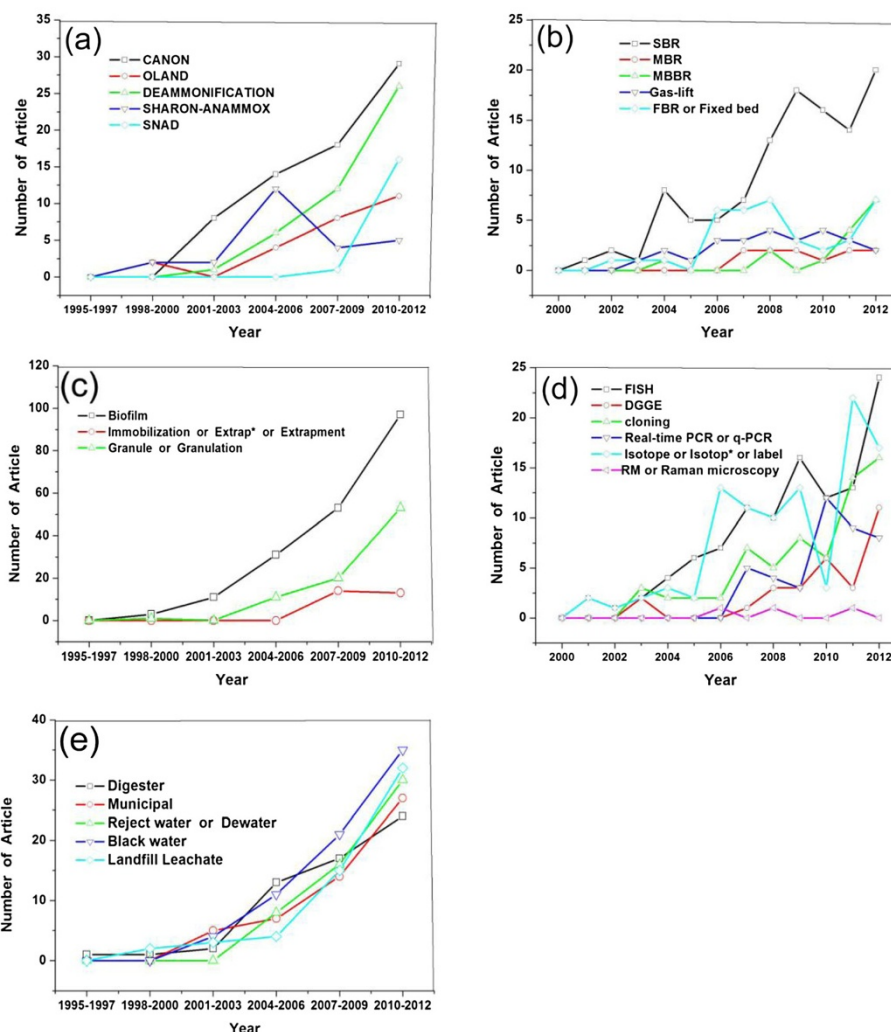 (a)
35
30
25
20
15
10
5
0
Number of Article
CANON
OLAND
DEAMMONIFICATION
SHARON-ANAMMOX
SNAD
1995-1997 1998-2000 2001-2003 2004-2006 2007-2009 2010-2012
Year
(b)
25
20
15
10
5
0
Number of Article
SBR
MBR
MBBR
Gas-lift
FBR or Fixed bed
2000 2002 2004 2006 2008 2010 2012
Year
(c)
120
100
80
60
40
20
0
Number of Article
Biofilm
Immobilization or Extrap* or Extrapment
Granule or Granulation
1995-1997 1998-2000 2001-2003 2004-2006 2007-2009 2010-2012
Year
(d)
25
20
15
10
5
0
Number of Article
FISH
DGGE
cloning
Real-time PCR or q-PCR
Isotope or Isotop* or label
RM or Raman microscopy
2000 2002 2004 2006 2008 2010 2012
Year
(e)
40
30
20
10
0
Number of Article
Digester
Municipal
Reject water or Dewater
Black water
Landfill Leachate
1995-1997 1998-2000 2001-2003 2004-2006 2007-2009 2010-2012
Year